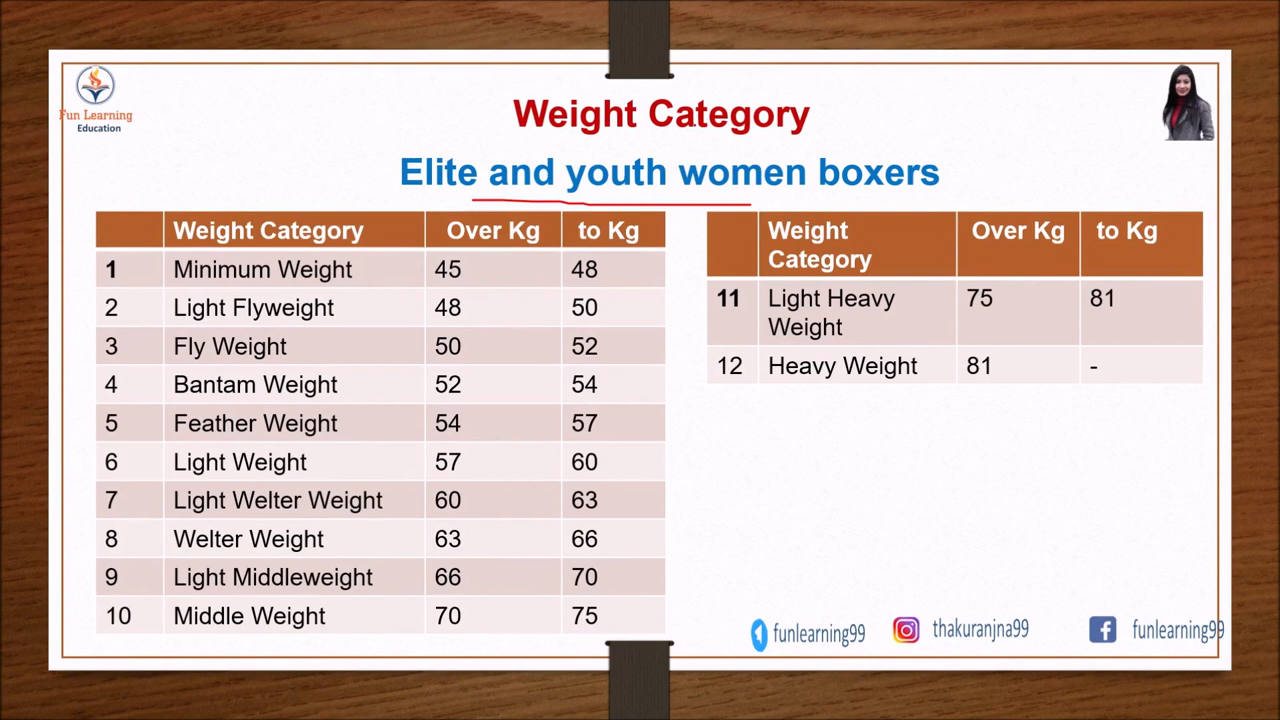 Fun Learning
Education
Weight Category
Elite and youth women boxers
Weight Category Over Kg to Kg
1 Minimum Weight 45 48
2 Light Flyweight 48 50
3 Fly Weight 50 52
4 Bantam Weight 52 54
5 Feather Weight 54 57
6 Light Weight 57 60
7 Light Welter Weight 60 63
8 Welter Weight 63 66
9 Light Middleweight 66 70
10 Middle Weight 70 75
Weight Over Kg to Kg
Category
11 Light Heavy 75 81
Weight
12 Heavy Weight 81 -
funlearning99 thakuranjna99 funlearning99